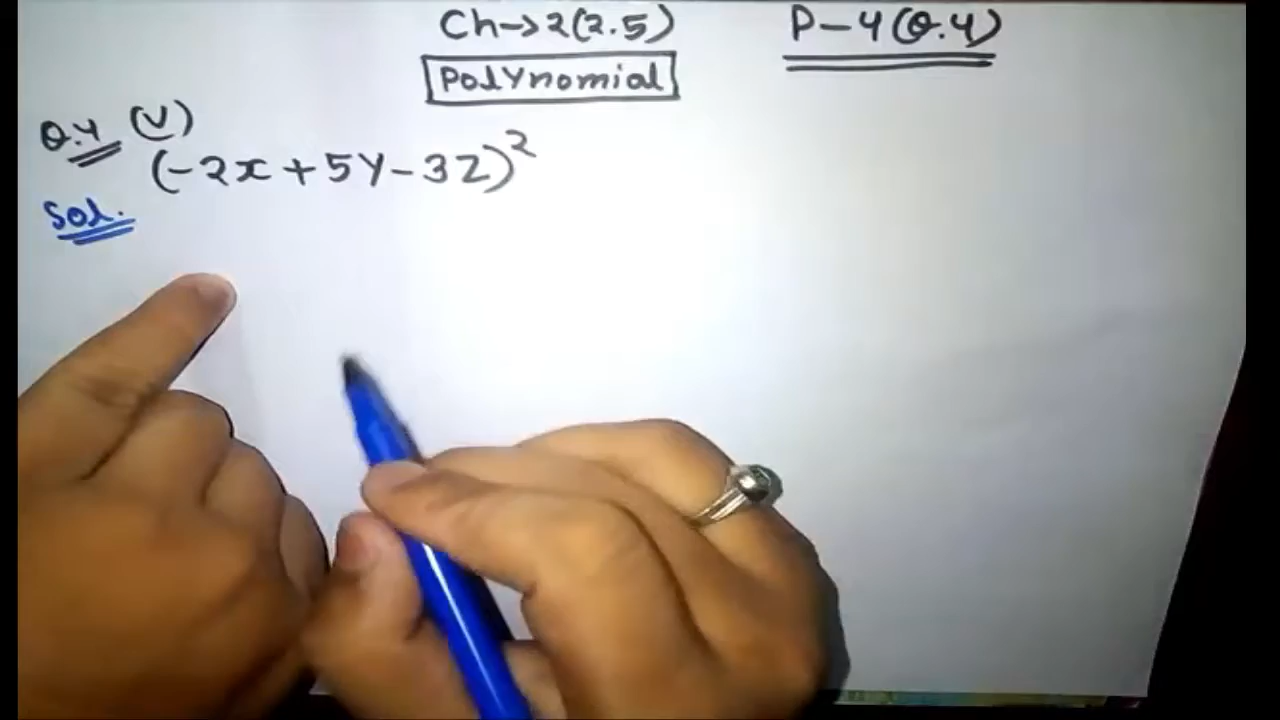 Ch→2(2.5)
P-4(Q.4)
Polynomial
Q.4 (v)
(-2x+5y-3z)²
Sol.